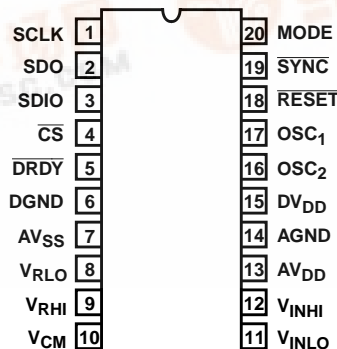 SCLK 1 20 MODE
SDO 2 19 SYNC
SDIO 3 18 RESET
CS 4 17 OSC1
DRDY 5 16 OSC2
DGND 6 15 DVDD
AVSS 7 14 AGND
VRLO 8 13 AVDD
VRHI 9 12 VINHI
VCM 10 11 VINLO